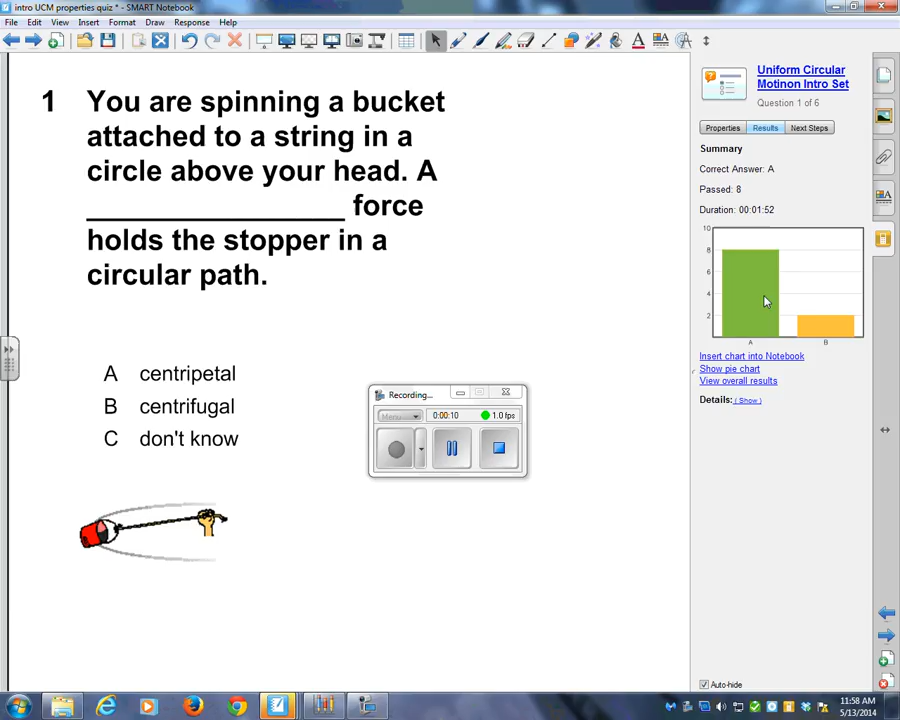 intro UCM properties quiz * - SMART Notebook
File Edit View Insert Format Draw Response Help
1 You are spinning a bucket
attached to a string in a
circle above your head. A
_________________ force
holds the stopper in a
circular path.
A centripetal
B centrifugal
C don't know
Recording...
Menu
0:00:10
1.0 fps
Uniform Circular
Motinon Intro Set
Question 1 of 6
Properties Results Next Steps
Summary
Correct Answer: A
Passed: 8
Duration: 00:01:52
10
8
6
4
2
A B
Insert chart into Notebook
Show pie chart
View overall results
Details: ( Show )
Auto-hide
11:58 AM
5/13/2014